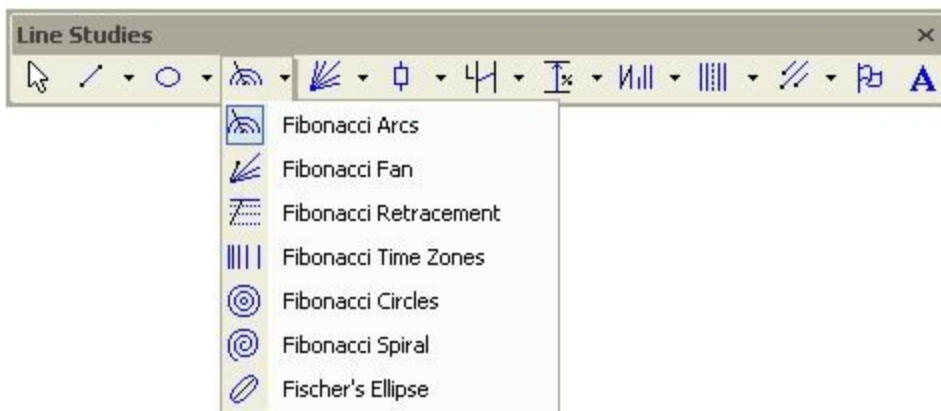 Line Studies
A
Fibonacci Arcs
Fibonacci Fan
Fibonacci Retracement
Fibonacci Time Zones
Fibonacci Circles
Fibonacci Spiral
Fischer's Ellipse